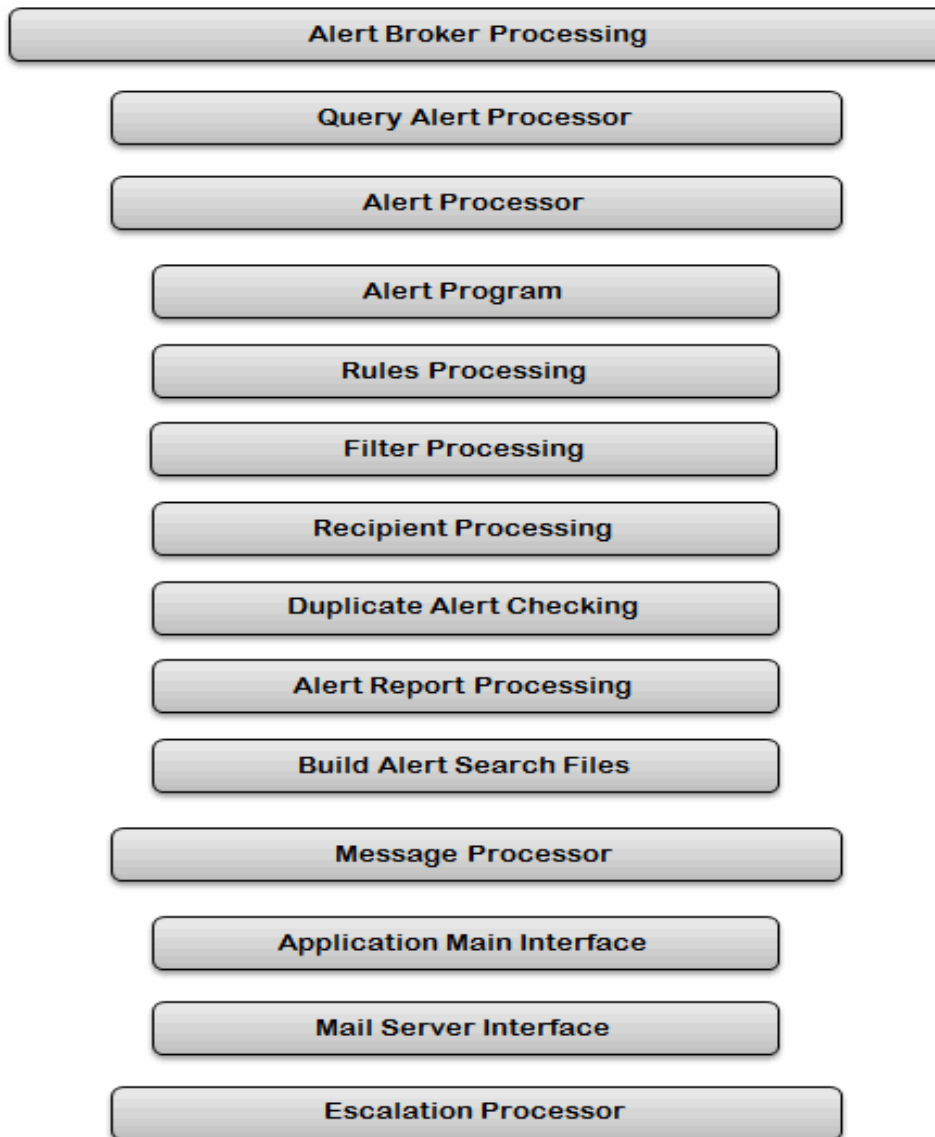 Alert Broker Processing
Query Alert Processor
Alert Processor
Alert Program
Rules Processing
Filter Processing
Recipient Processing
Duplicate Alert Checking
Alert Report Processing
Build Alert Search Files
Message Processor
Application Main Interface
Mail Server Interface
Escalation Processor